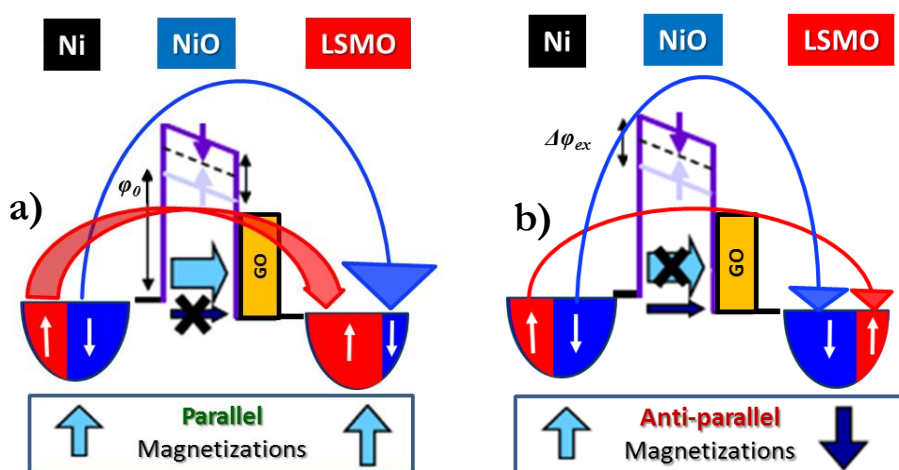 Ni NiO LSMO
φ₀
a)
GO
Parallel
Magnetizations
Ni NiO LSMO
Δφₑₓ
b)
GO
Anti-parallel
Magnetizations